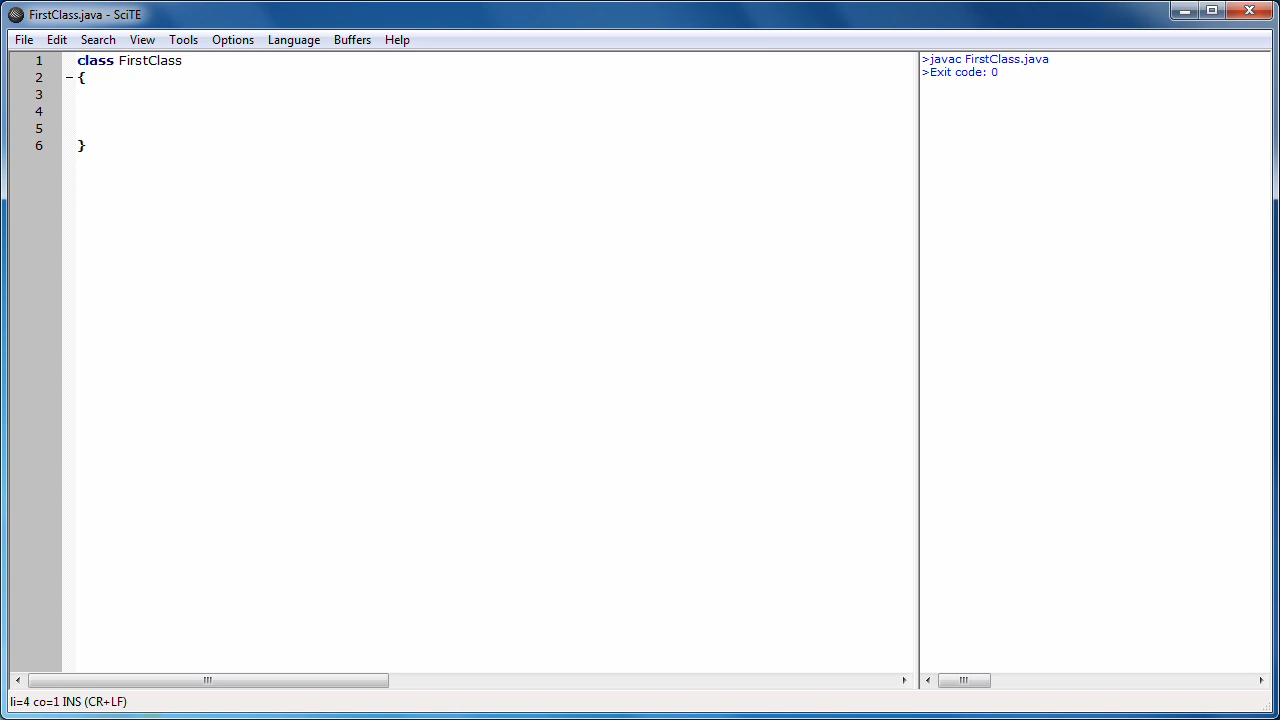 FirstClass.java - SciTE
File Edit Search View Tools Options Language Buffers Help
1 class FirstClass
2 {
3
4
5
6 }
>javac FirstClass.java
>Exit code: 0
li=4 co=1 INS (CR+LF)